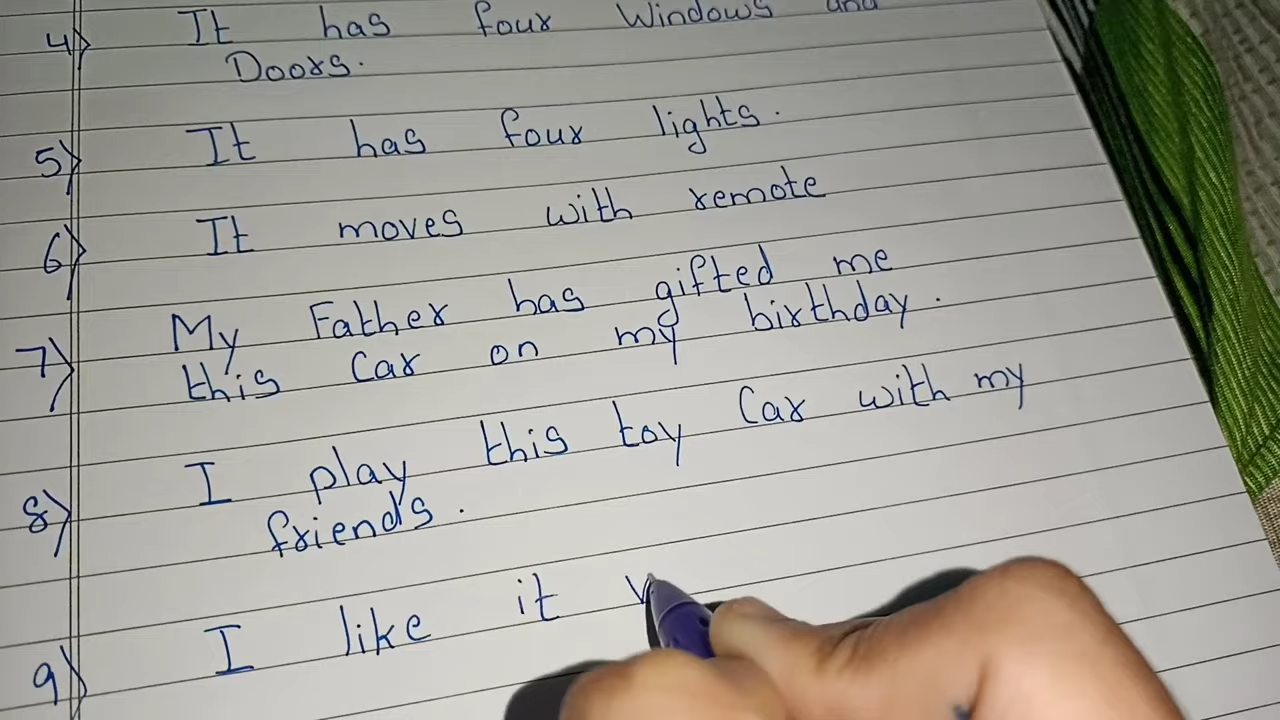 4) It has four Windows and
Doors.
5) It has four lights.
6) It moves with remote
7) My Father has gifted me
this Car on my birthday.
8) I play this toy Car with my
friends.
9) I like it v